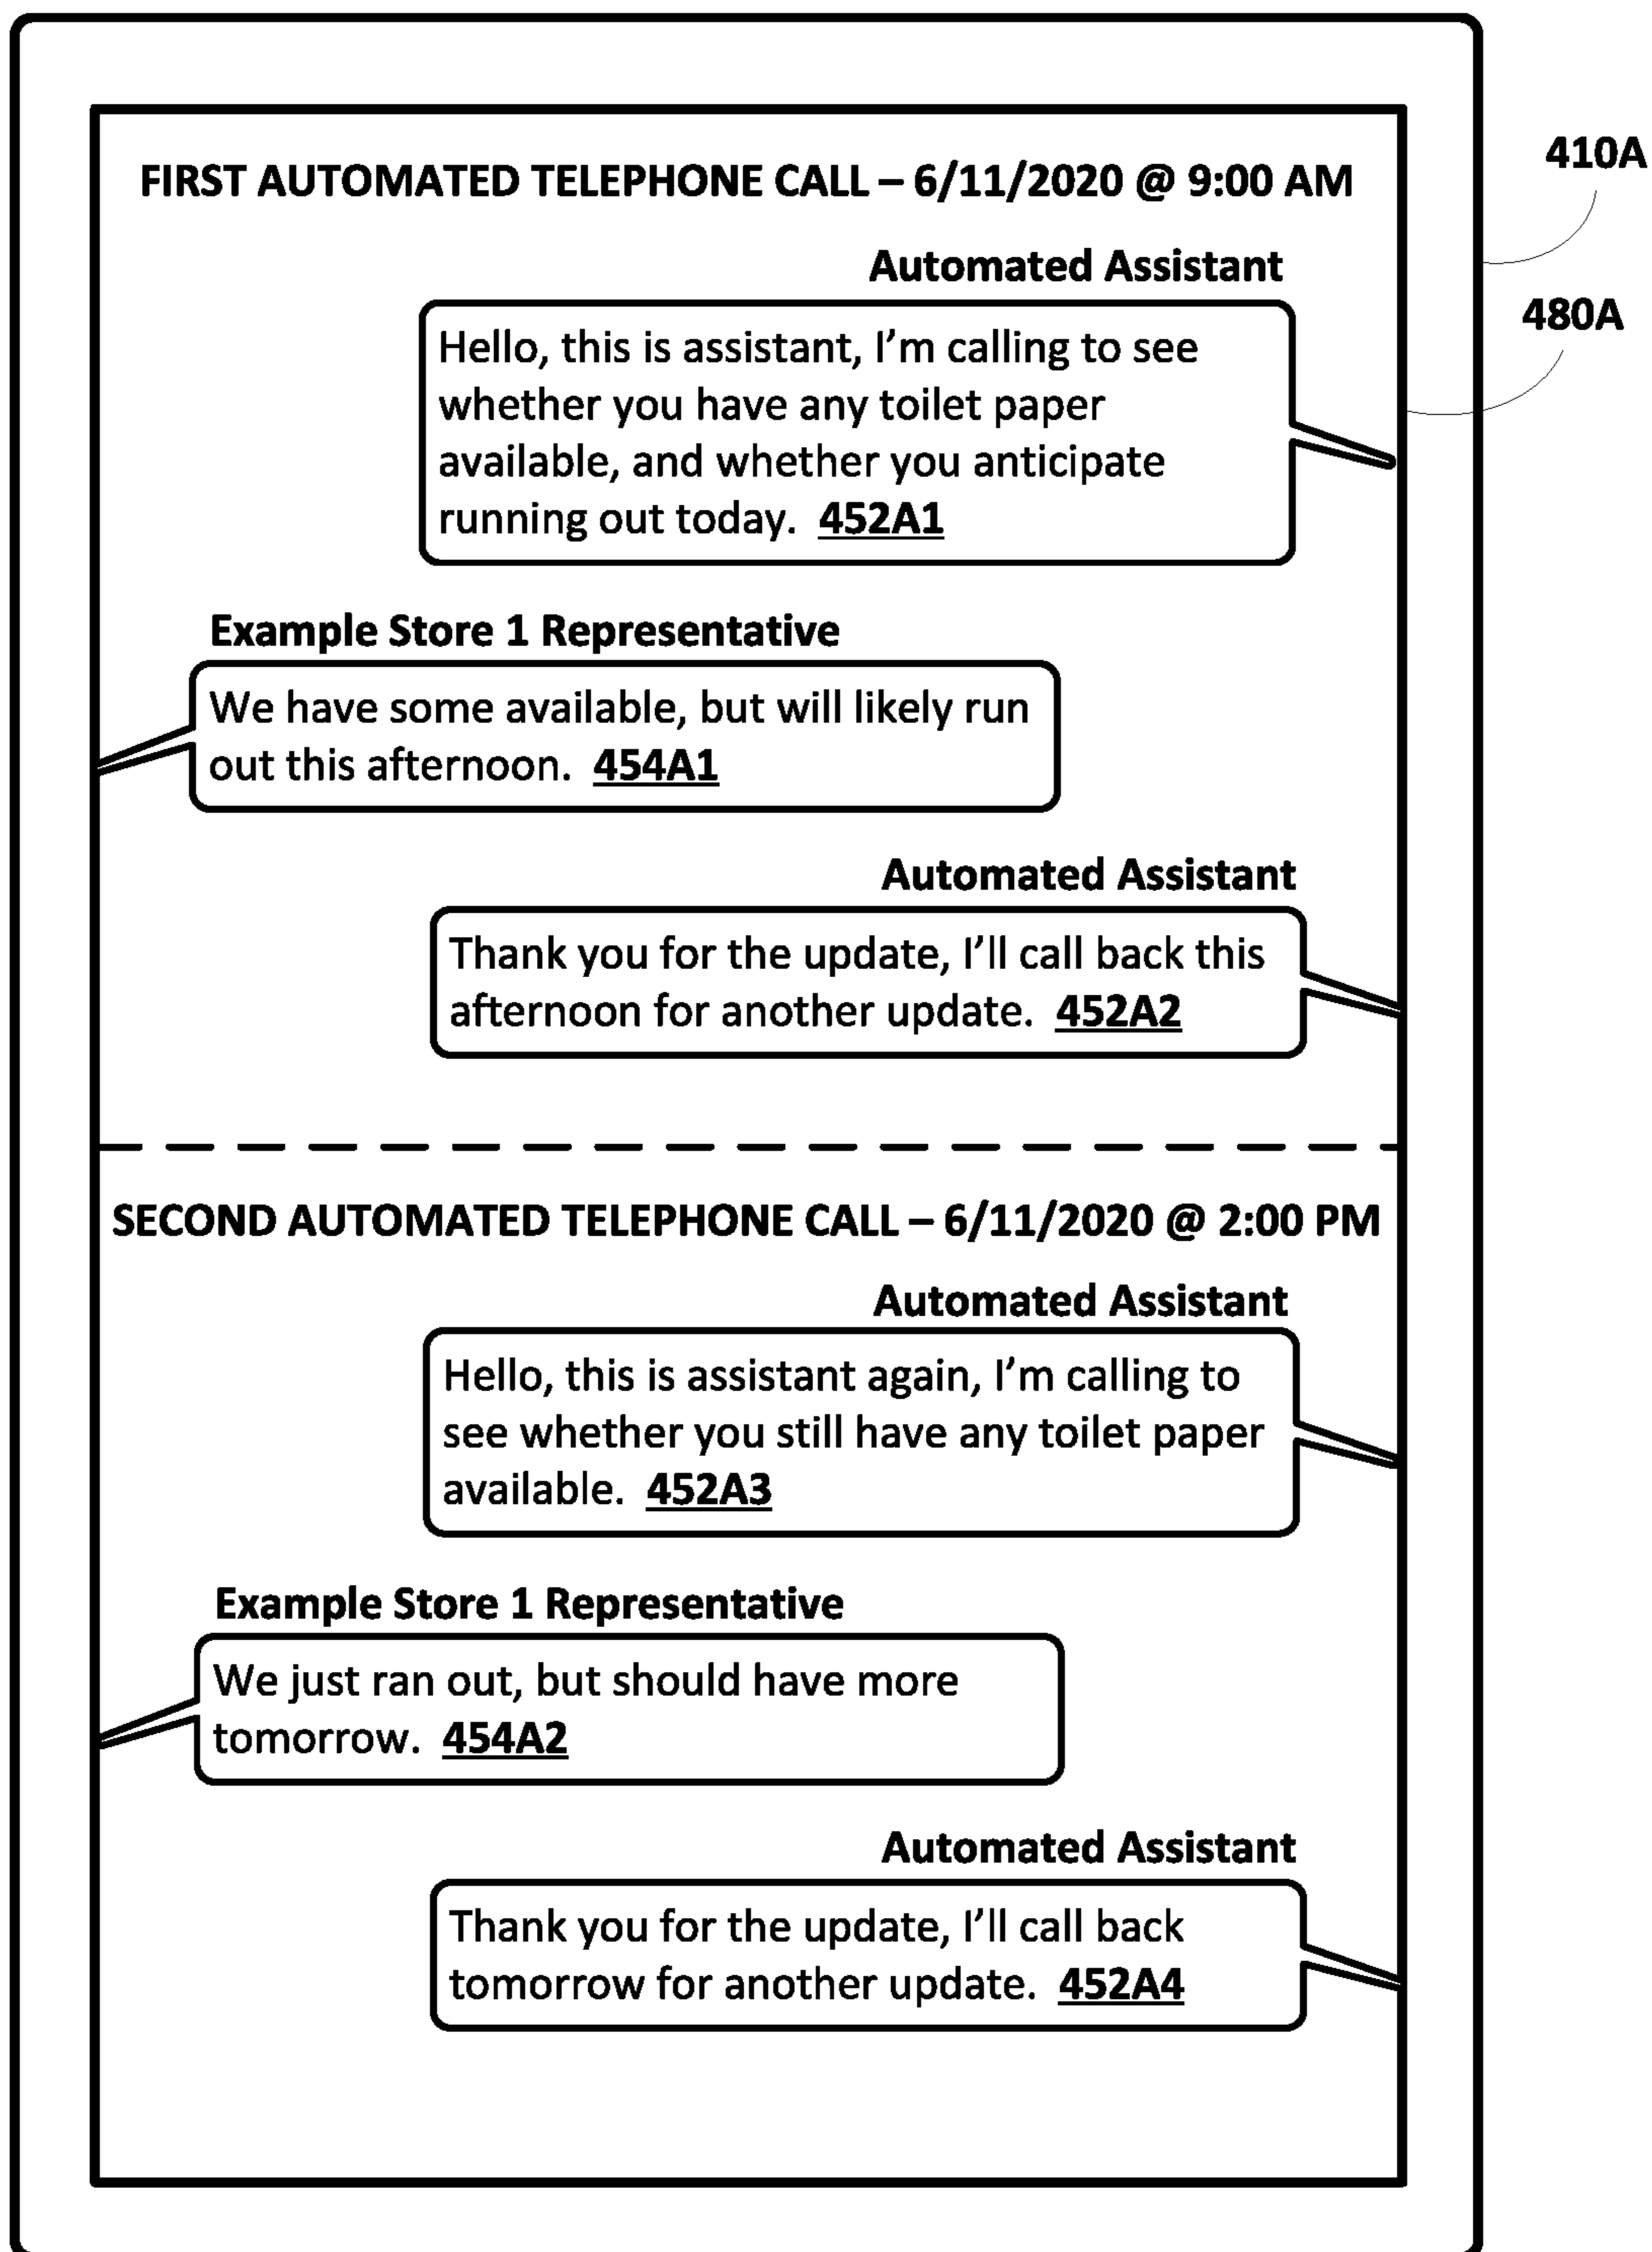 FIRST AUTOMATED TELEPHONE CALL – 6/11/2020 @ 9:00 AM
410A
Automated Assistant
480A
Hello, this is assistant, I'm calling to see
whether you have any toilet paper
available, and whether you anticipate
running out today. 452A1
Example Store 1 Representative
We have some available, but will likely run
out this afternoon. 454A1
Automated Assistant
Thank you for the update, I'll call back this
afternoon for another update. 452A2
SECOND AUTOMATED TELEPHONE CALL – 6/11/2020 @ 2:00 PM
Automated Assistant
Hello, this is assistant again, I'm calling to
see whether you still have any toilet paper
available. 452A3
Example Store 1 Representative
We just ran out, but should have more
tomorrow. 454A2
Automated Assistant
Thank you for the update, I'll call back
tomorrow for another update. 452A4